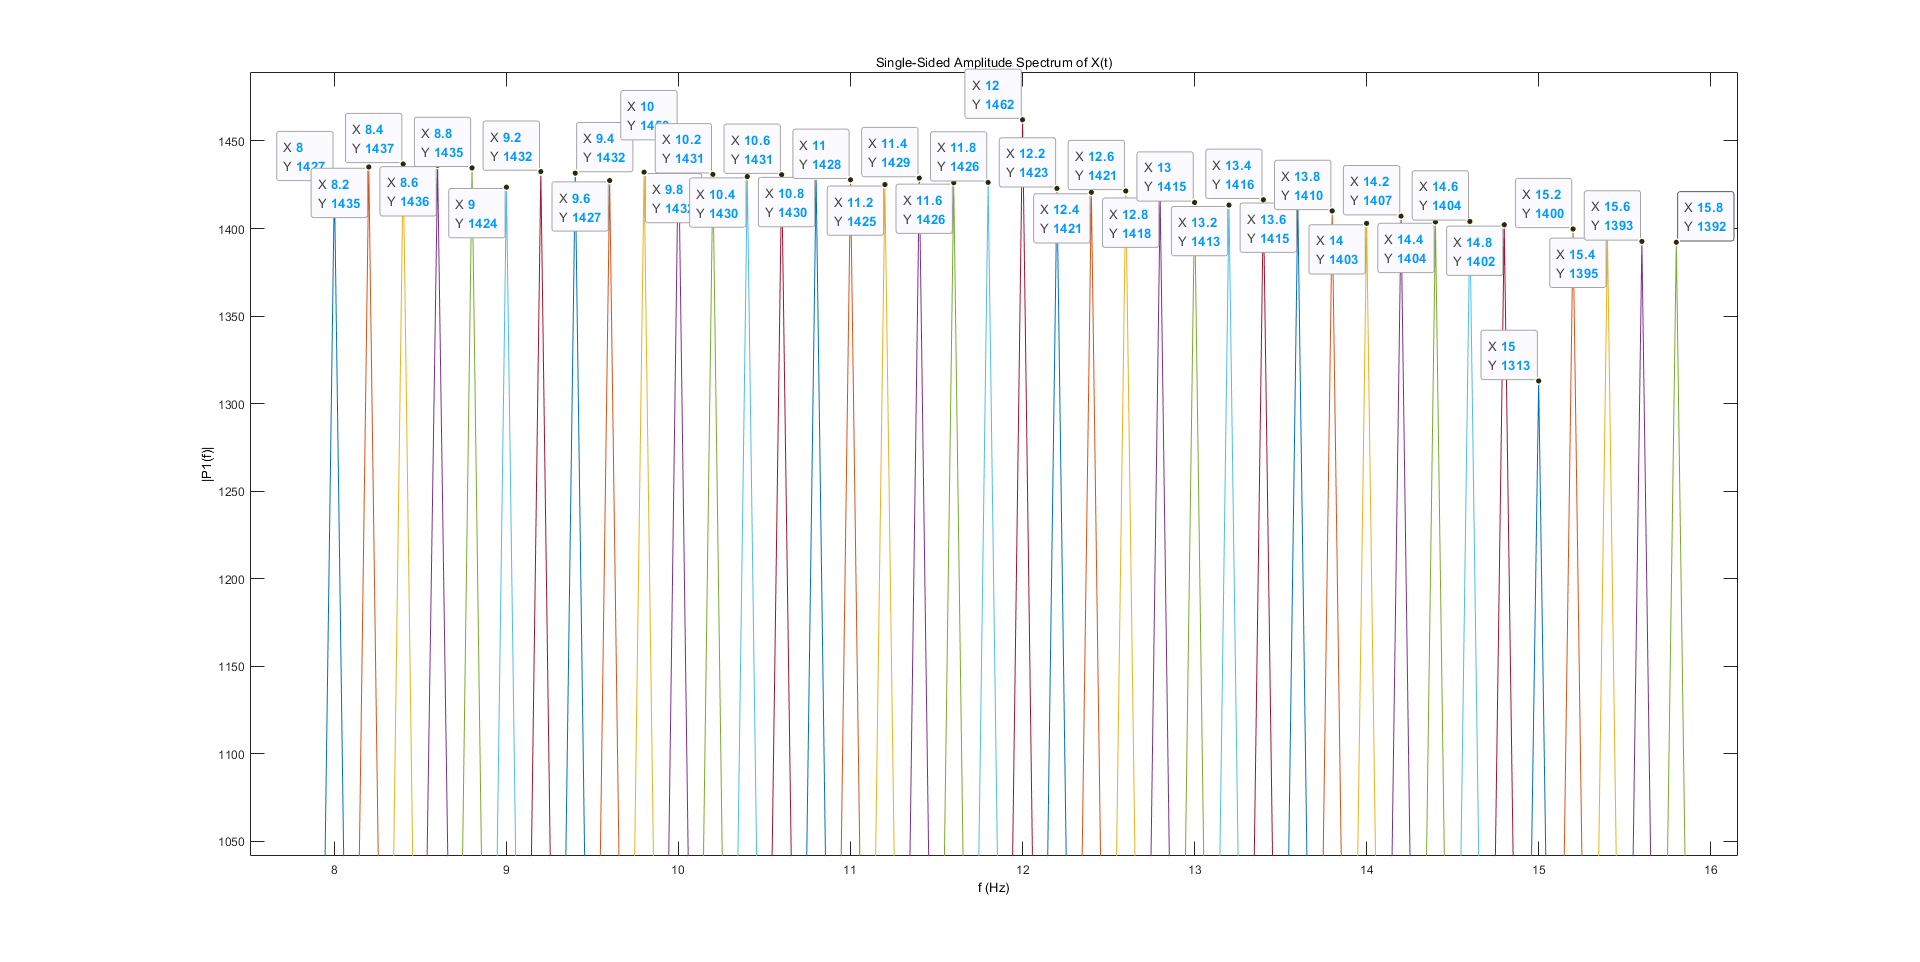 Single-Sided Amplitude Spectrum of X(t)
X 8
Y 1427
X 8.2
Y 1435
X 8.4
Y 1437
X 8.6
Y 1436
X 8.8
Y 1435
X 9
Y 1424
X 9.2
Y 1432
X 9.4
Y 1432
X 9.6
Y 1427
X 9.8
Y 1432
X 10
X 10.2
Y 1431
X 10.4
Y 1430
X 10.6
Y 1431
X 10.8
Y 1430
X 11
Y 1428
X 11.2
Y 1425
X 11.4
Y 1429
X 11.6
Y 1426
X 11.8
Y 1426
X 12
Y 1462
X 12.2
Y 1423
X 12.4
Y 1421
X 12.6
Y 1421
X 12.8
Y 1418
X 13
Y 1415
X 13.2
Y 1413
X 13.4
Y 1416
X 13.6
Y 1415
X 13.8
Y 1410
X 14
Y 1403
X 14.2
Y 1407
X 14.4
Y 1404
X 14.6
Y 1404
X 14.8
Y 1402
X 15
Y 1313
X 15.2
Y 1400
X 15.4
Y 1395
X 15.6
Y 1393
X 15.8
Y 1392
1450
1400
1350
1300
1250
1200
1150
1100
1050
|P1(f)|
8 9 10 11 12 13 14 15 16
f (Hz)